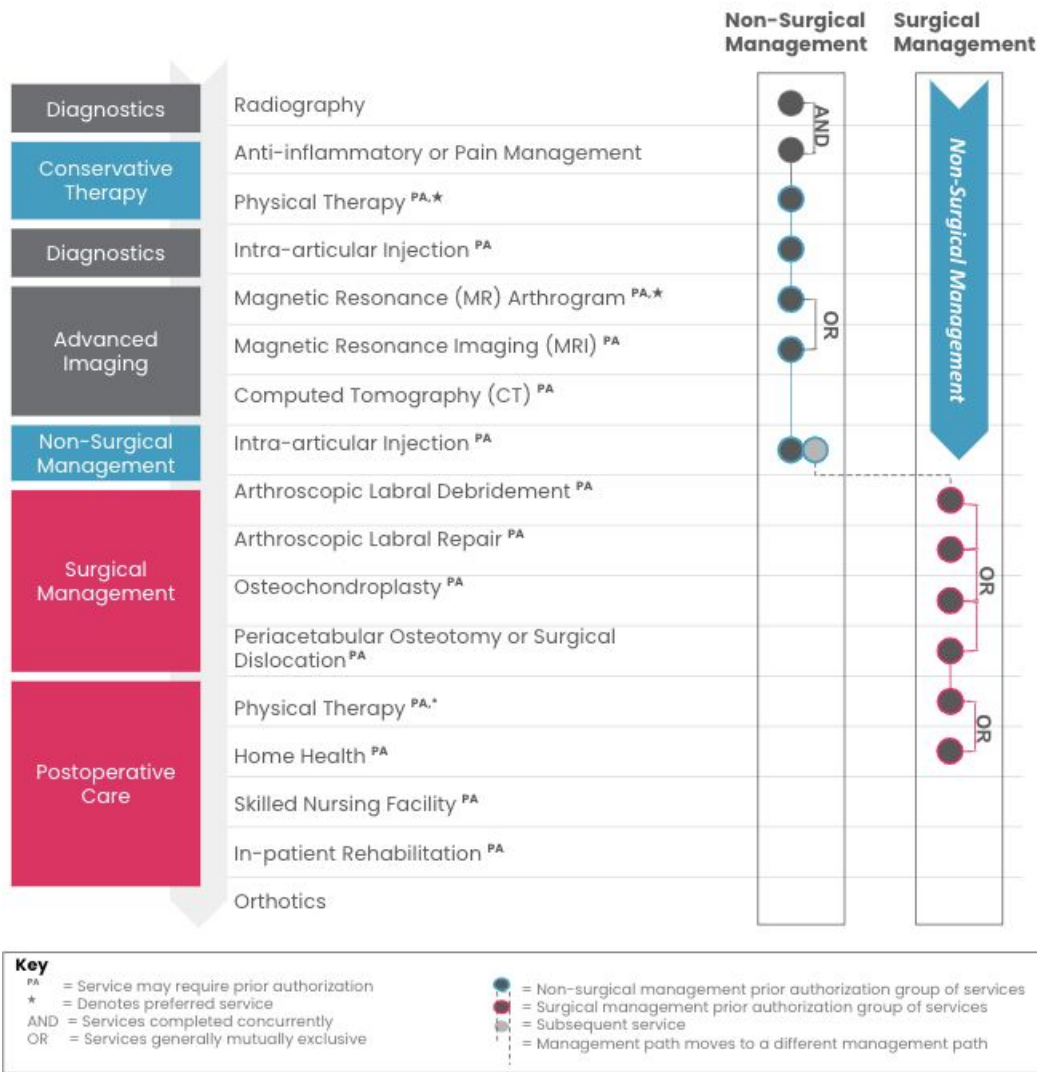 Non-Surgical
Management
Surgical
Management
Diagnostics
Radiography
AND
Anti-inflammatory or Pain Management
Conservative
Therapy
Physical Therapy PA,★
Diagnostics
Intra-articular Injection PA
Non-Surgical Management
Advanced
Imaging
Magnetic Resonance (MR) Arthrogram PA,★
OR
Magnetic Resonance Imaging (MRI) PA
Computed Tomography (CT) PA
Non-Surgical
Management
Intra-articular Injection PA
Surgical
Management
Arthroscopic Labral Debridement PA
Arthroscopic Labral Repair PA
OR
Osteochondroplasty PA
Periacetabular Osteotomy or Surgical
Dislocation PA
Postoperative
Care
Physical Therapy PA,*
OR
Home Health PA
Skilled Nursing Facility PA
In-patient Rehabilitation PA
Orthotics
Key
PA = Service may require prior authorization
★ = Denotes preferred service
AND = Services completed concurrently
OR = Services generally mutually exclusive
= Non-surgical management prior authorization group of services
= Surgical management prior authorization group of services
= Subsequent service
= Management path moves to a different management path